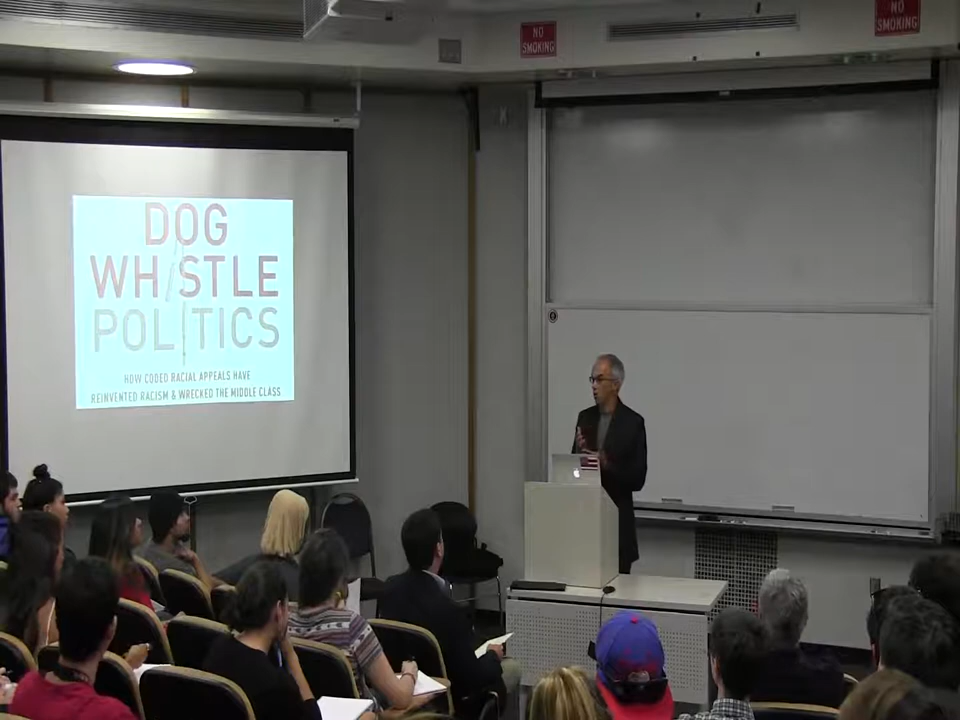 NO
SMOKING
NO
SMOKING
DOG
WHISTLE
POLITICS
HOW CODED RACIAL APPEALS HAVE
REINVENTED RACISM & WRECKED THE MIDDLE CLASS